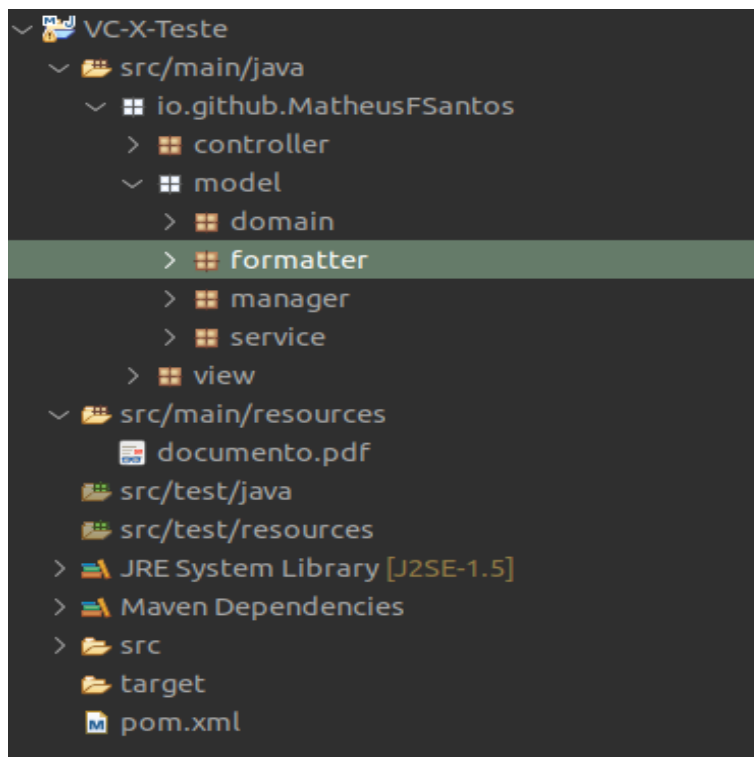 VC-X-Teste
src/main/java
io.github.MatheusFSantos
controller
model
domain
formatter
manager
service
view
src/main/resources
documento.pdf
src/test/java
src/test/resources
JRE System Library [J2SE-1.5]
Maven Dependencies
src
target
pom.xml